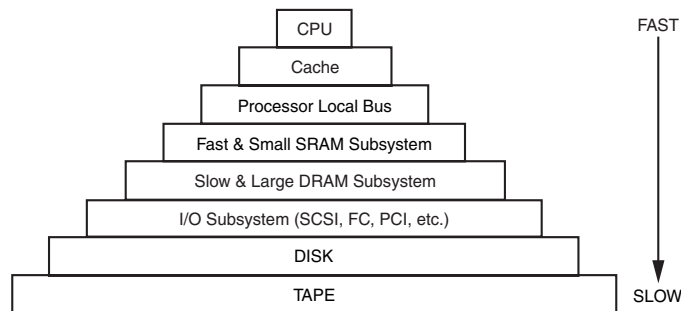 CPU
FAST
Cache
Processor Local Bus
Fast & Small SRAM Subsystem
Slow & Large DRAM Subsystem
I/O Subsystem (SCSI, FC, PCI, etc.)
DISK
TAPE
SLOW